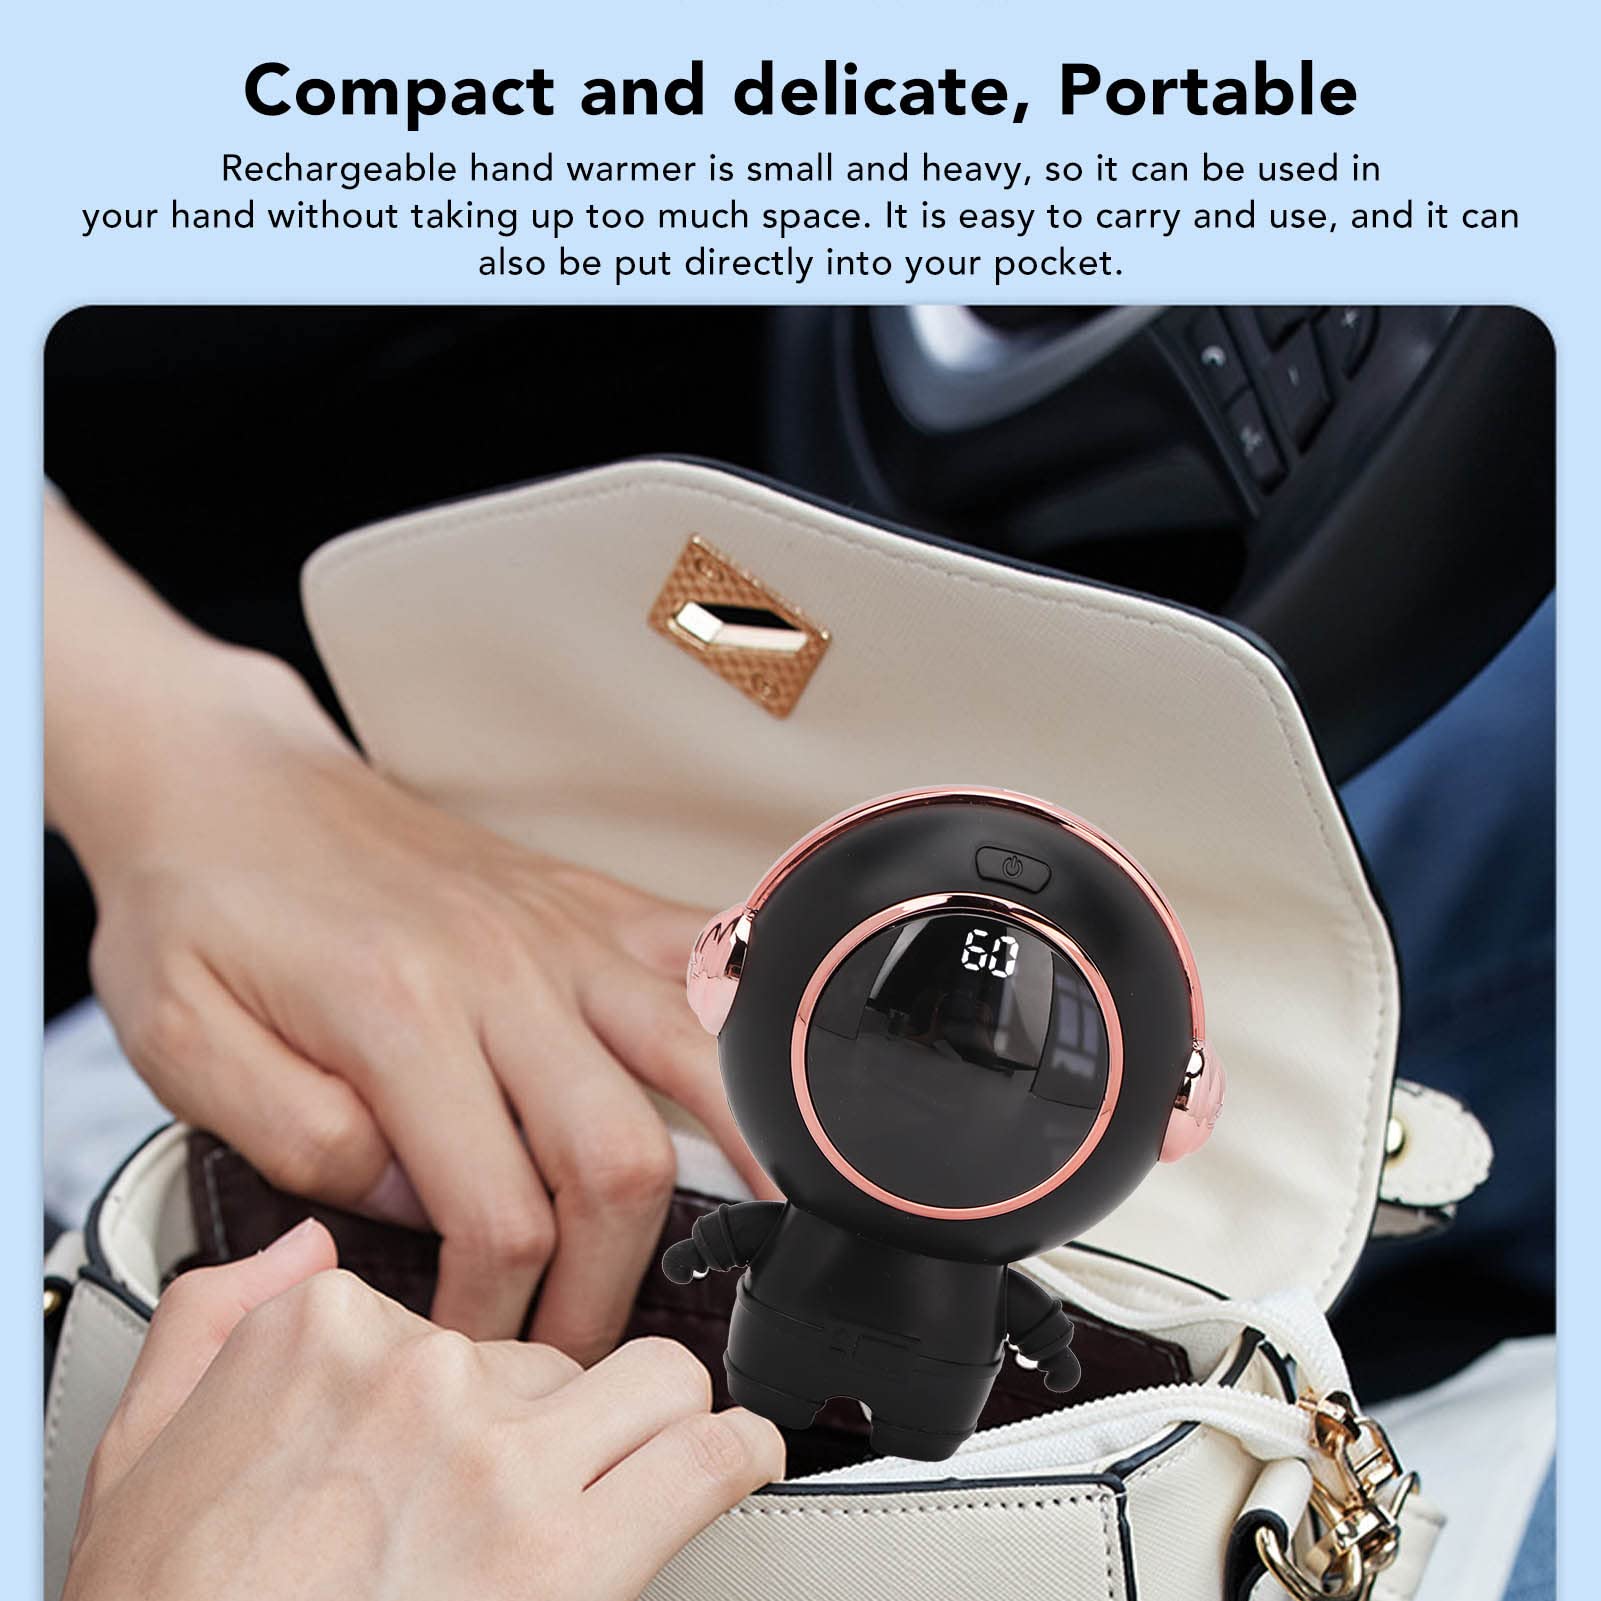 Compact and delicate, Portable
Rechargeable hand warmer is small and heavy, so it can be used in
your hand without taking up too much space. It is easy to carry and use, and it can
also be put directly into your pocket.
60